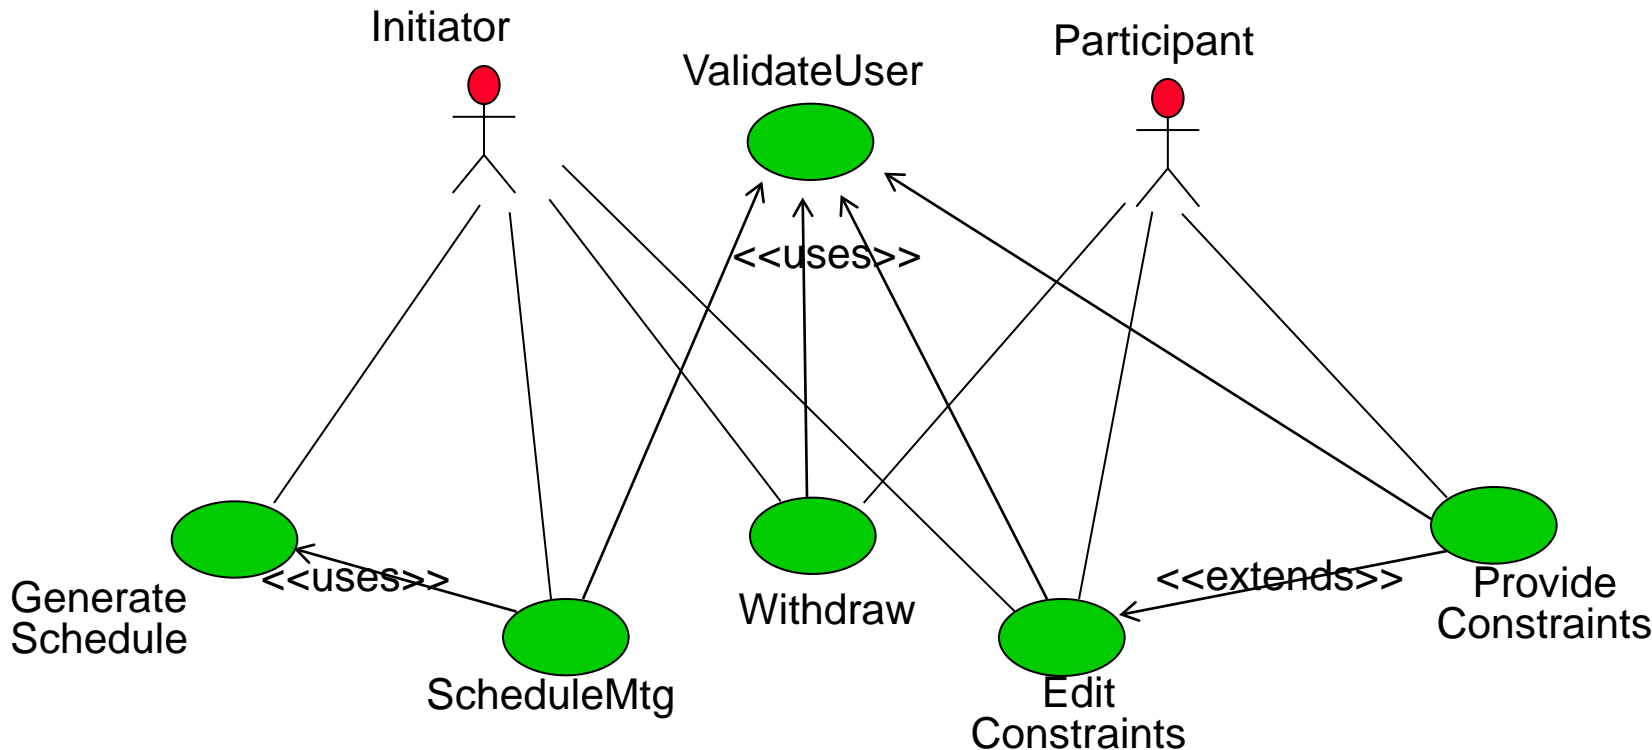 Initiator
Participant
ValidateUser
<<uses>>
<<uses>>
<<extends>>
Generate
Schedule
ScheduleMtg
Withdraw
Edit
Constraints
Provide
Constraints